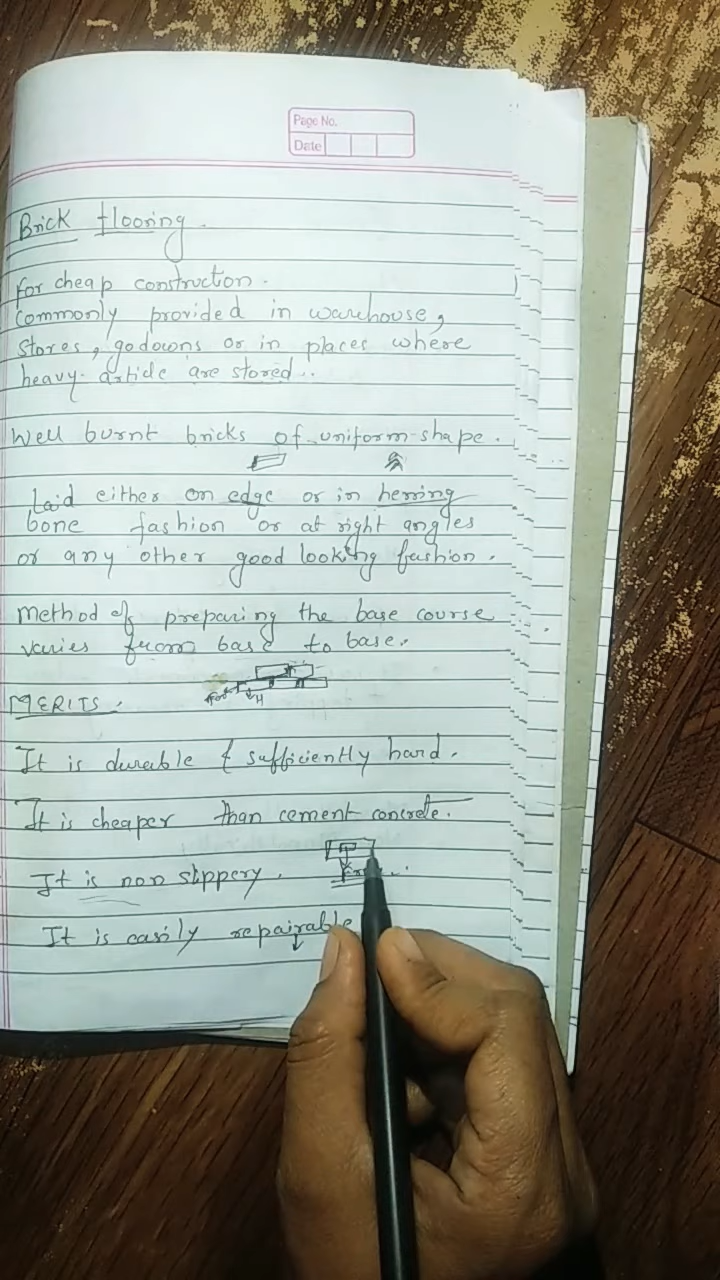 Page No.
Date
Brick flooring.
For cheap construction.
Commonly provided in warehouse,
stores, godowns or in places where
heavy article are stored..
Well burnt bricks of uniform shape.
Laid either on edge or in herring
bone fashion or at right angles
or any other good looking fashion.
Method of preparing the base course
varies from base to base.
MERITS.
It is durable & sufficiently hard.
It is cheaper than cement concrete.
It is non slippery.
It is easily repairable